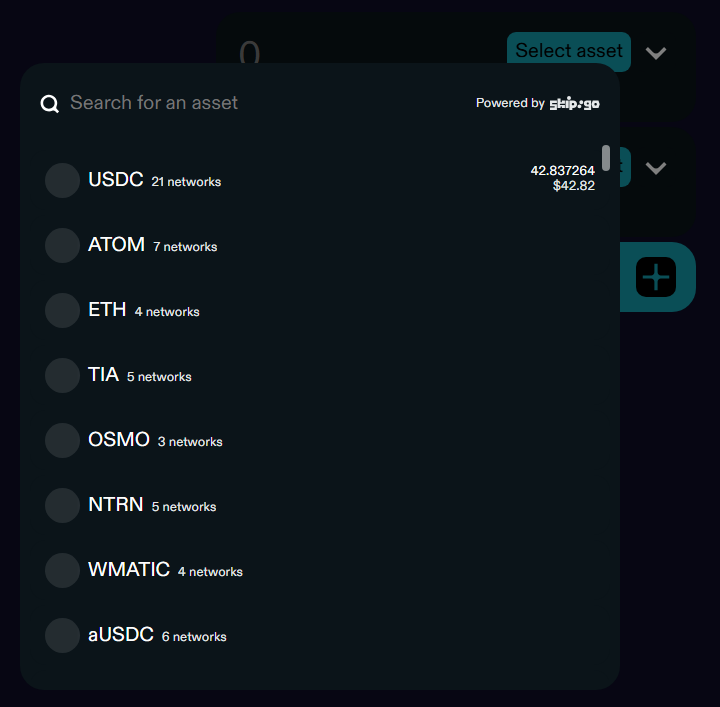 0
Select asset
Search for an asset
Powered by skip:go
USDC 21 networks
42.837264
$42.82
ATOM 7 networks
ETH 4 networks
TIA 5 networks
OSMO 3 networks
NTRN 5 networks
WMATIC 4 networks
aUSDC 6 networks